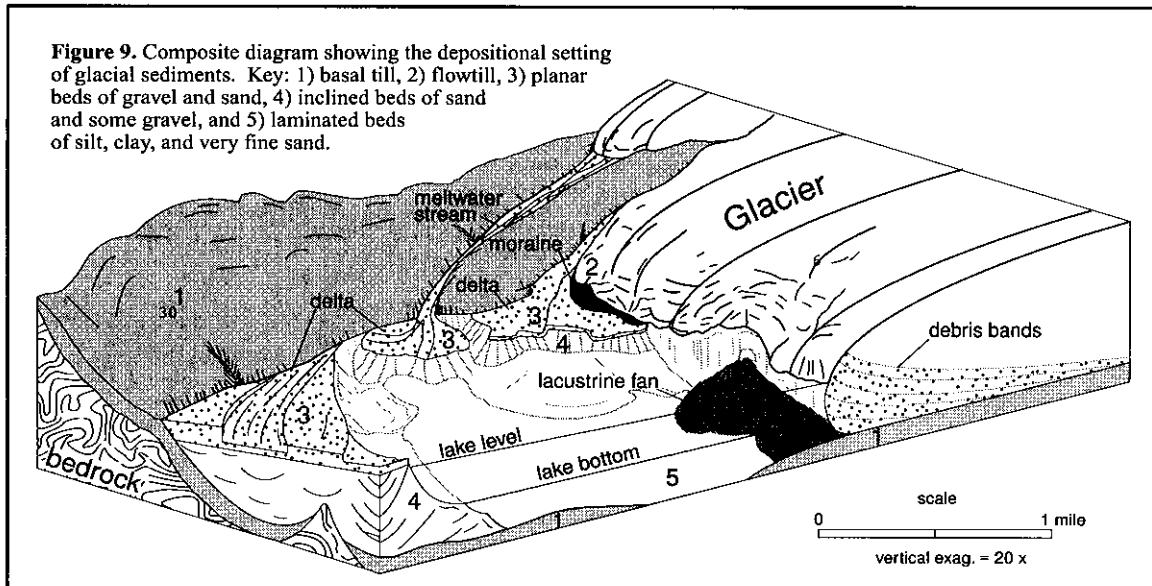 Figure 9. Composite diagram showing the depositional setting
of glacial sediments. Key: 1) basal till, 2) flowtill, 3) planar
beds of gravel and sand, 4) inclined beds of sand
and some gravel, and 5) laminated beds
of silt, clay, and very fine sand.
Glacier
meltwater
stream
moraine
2
delta
1
30
delta
3
3
4
debris bands
lacustrine fan
3
lake level
lake bottom
bedrock
4
5
1
1
scale
0 1 mile
vertical exag. = 20 x